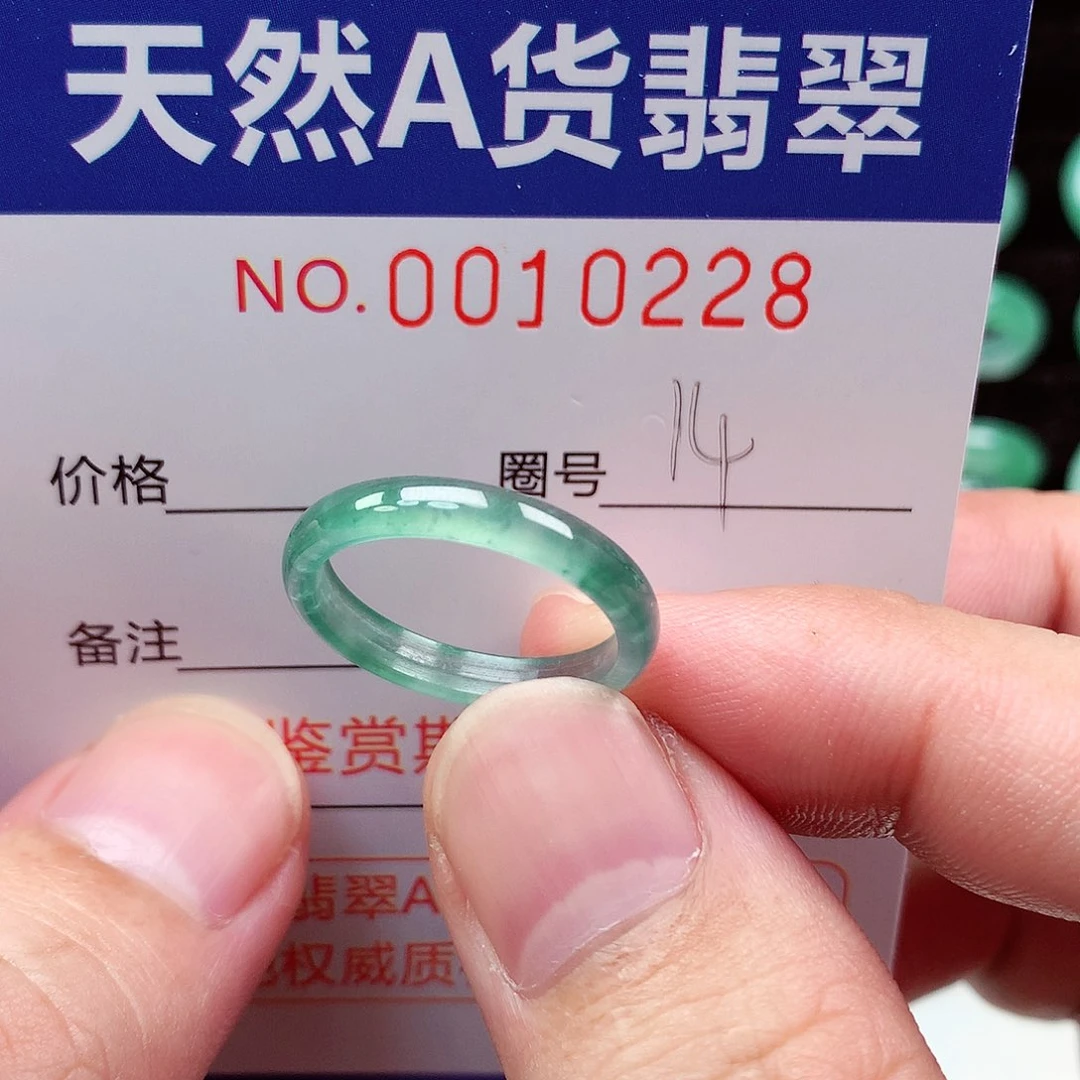 天然A货翡翠
NO.0010228
价格 圈号 14
备注
鉴赏期
翡翠A
权威质